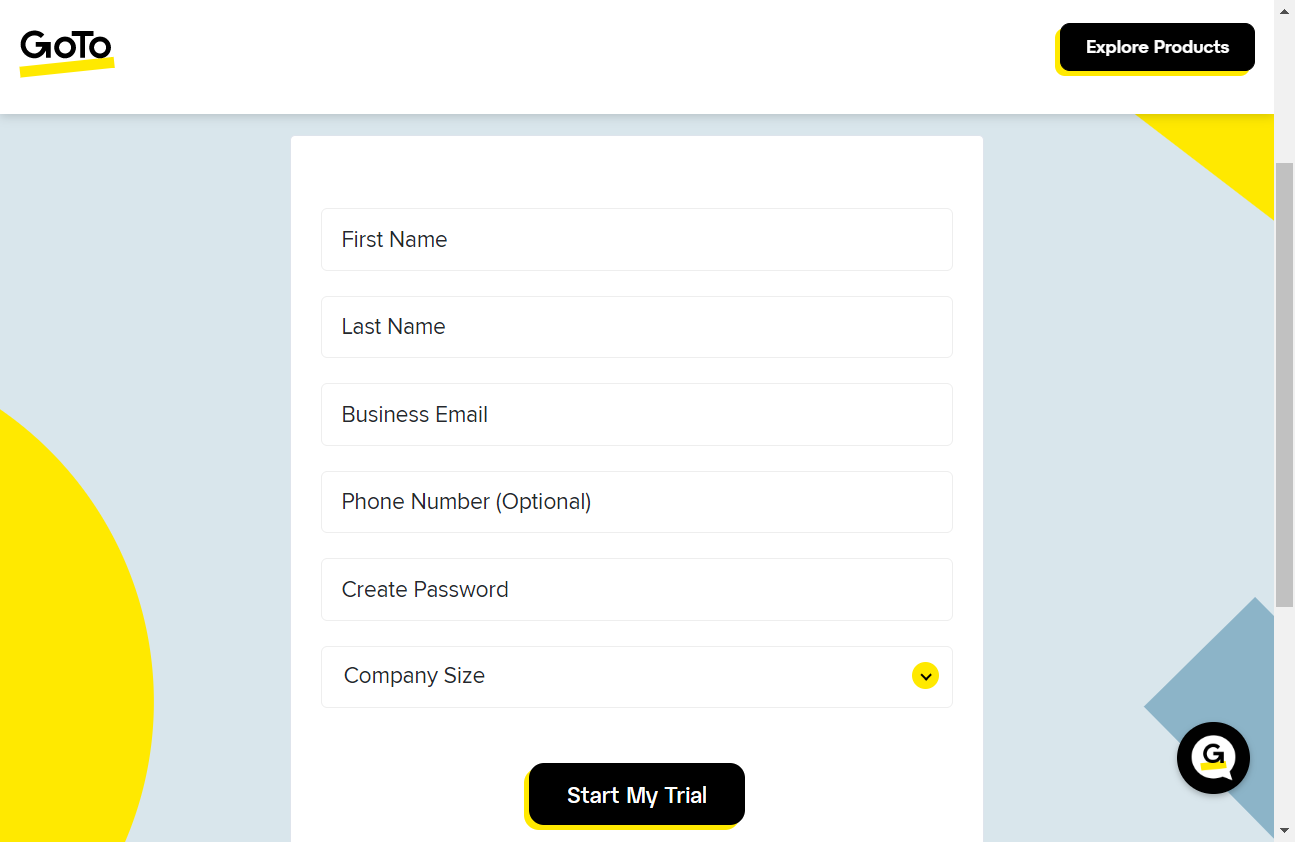 GoTo
Explore Products
First Name
Last Name
Business Email
Phone Number (Optional)
Create Password
Company Size
Start My Trial
G